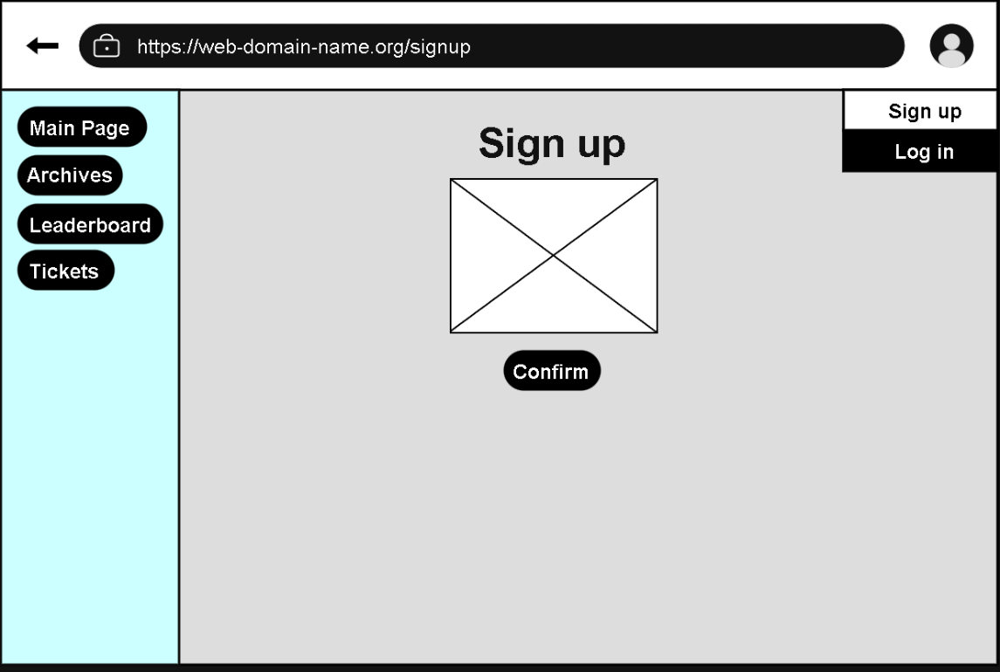 https://web-domain-name.org/signup
Main Page
Archives
Leaderboard
Tickets
Sign up
Confirm
Sign up
Log in